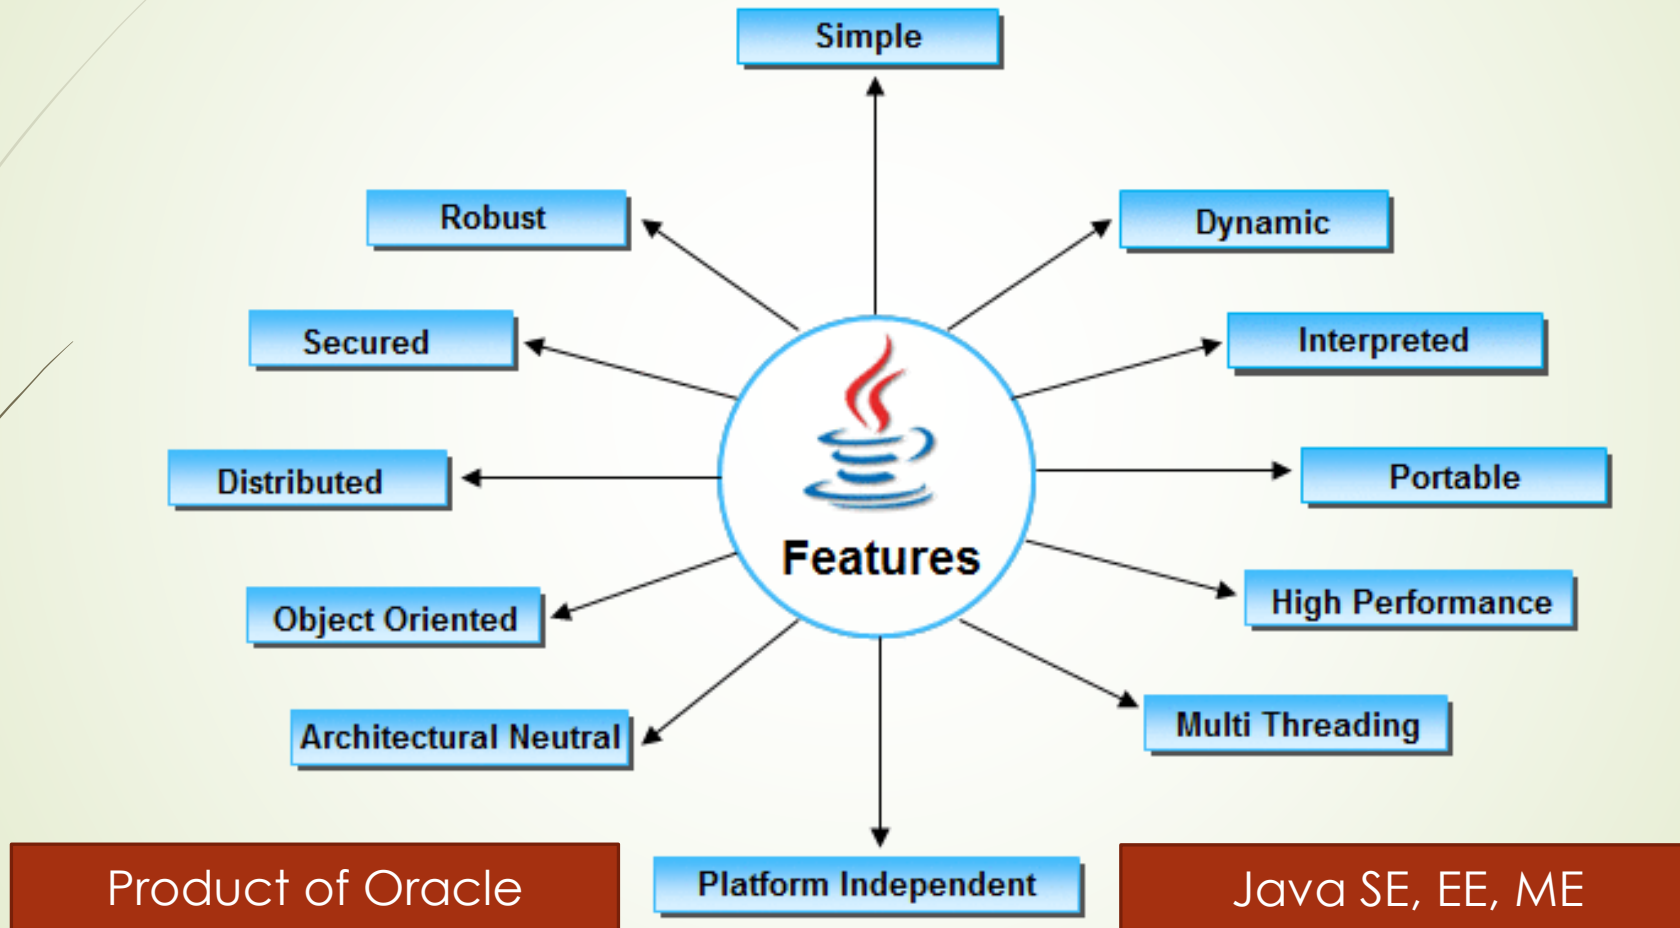 Simple
Robust
Dynamic
Secured
Interpreted
Distributed
Portable
Features
Object Oriented
High Performance
Architectural Neutral
Multi Threading
Product of Oracle
Platform Independent
Java SE, EE, ME